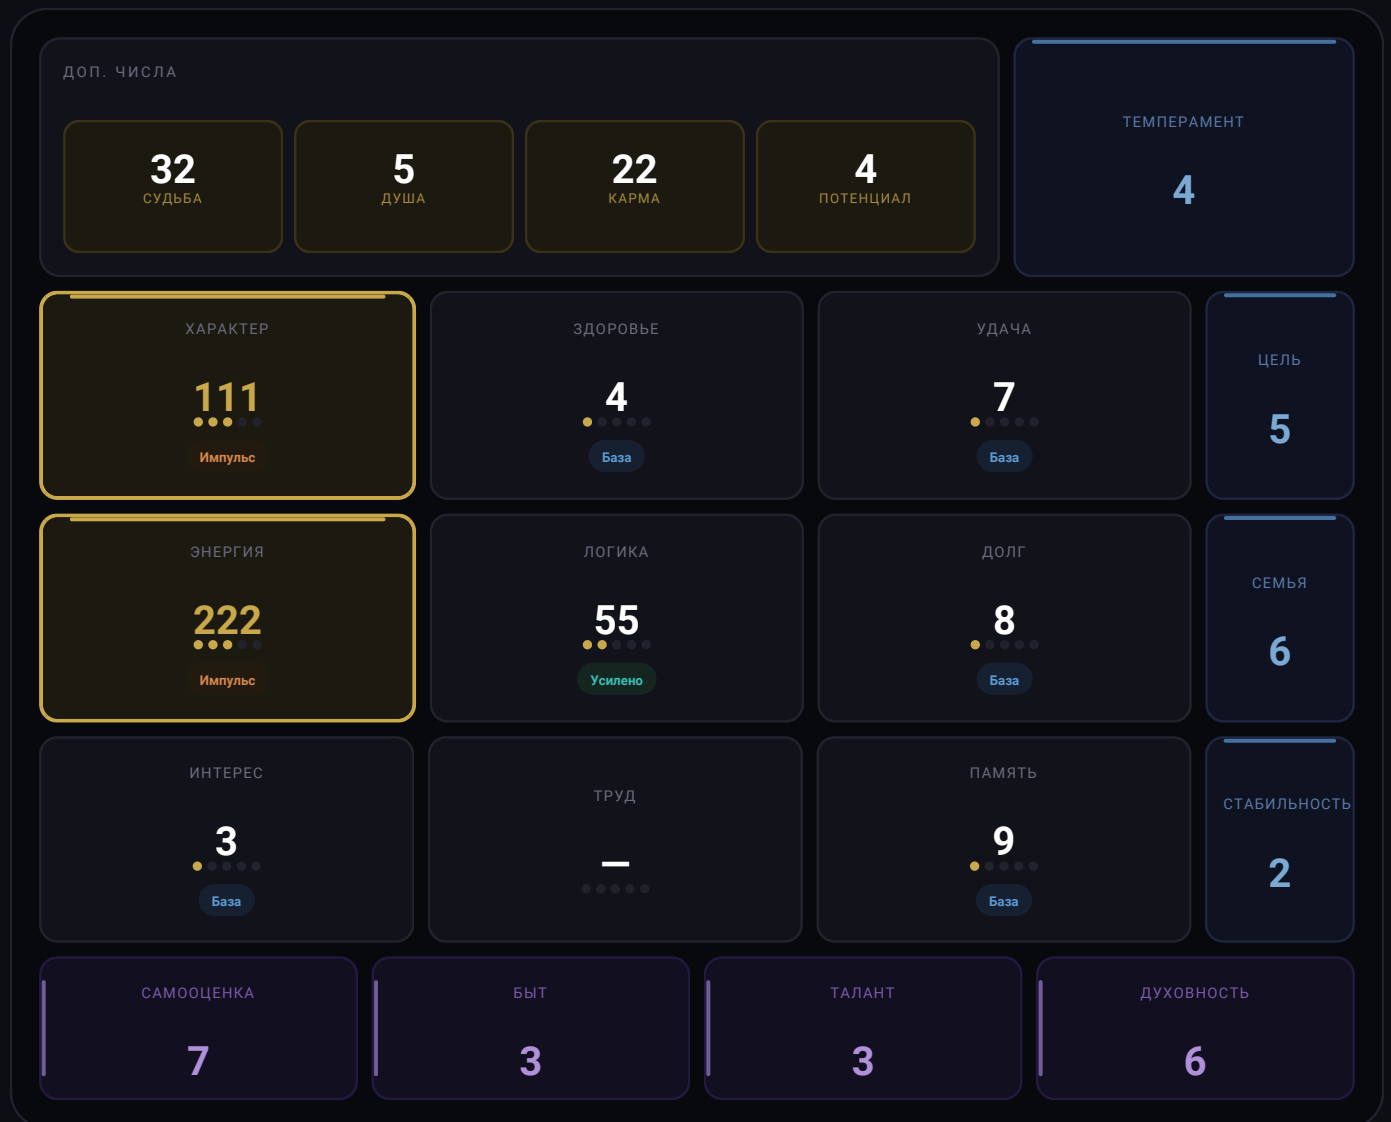 ДОП. ЧИСЛА
32
СУДЬБА
5
ДУША
22
КАРМА
4
ПОТЕНЦИАЛ
ТЕМПЕРАМЕНТ
4
ХАРАКТЕР
111
Импульс
ЗДОРОВЬЕ
4
База
УДАЧА
7
База
ЦЕЛЬ
5
ЭНЕРГИЯ
222
Импульс
ЛОГИКА
55
Усилено
ДОЛГ
8
База
СЕМЬЯ
6
ИНТЕРЕС
3
База
ТРУД
—
ПАМЯТЬ
9
База
СТАБИЛЬНОСТЬ
2
САМООЦЕНКА
7
БЫТ
3
ТАЛАНТ
3
ДУХОВНОСТЬ
6